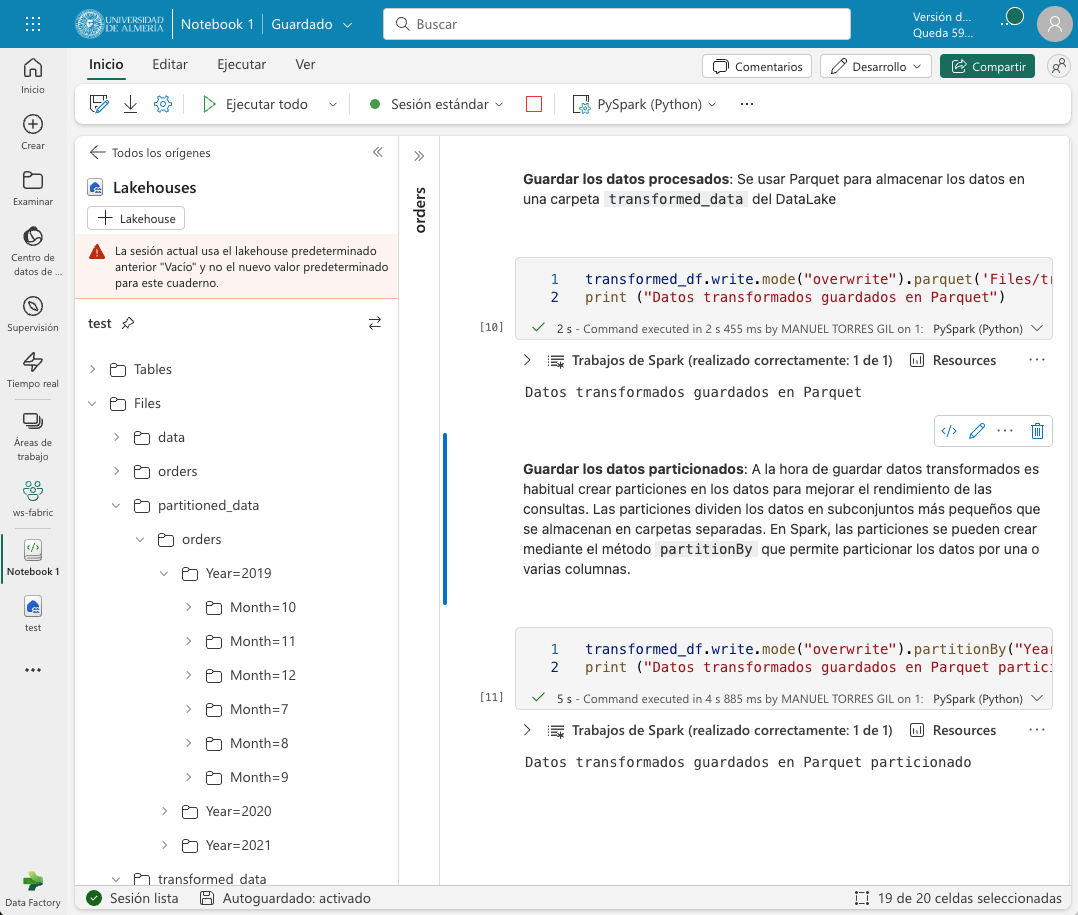 UNIVERSIDAD
DE ALMERÍA
Notebook 1
Guardado
Buscar
Versión d...
Queda 59...
Inicio
Editar
Ejecutar
Ver
Comentarios
Desarrollo
Compartir
Ejecutar todo
Sesión estándar
PySpark (Python)
...
Inicio
Crear
Examinar
Centro de
datos de ...
Supervisión
Tiempo real
Áreas de
trabajo
ws-fabric
Notebook 1
test
...
Data Factory
Todos los orígenes
Lakehouses
Lakehouse
La sesión actual usa el lakehouse predeterminado
anterior "Vacío" y no el nuevo valor predeterminado
para este cuaderno.
test
Tables
Files
data
orders
partitioned_data
orders
Year=2019
Month=10
Month=11
Month=12
Month=7
Month=8
Month=9
Year=2020
Year=2021
transformed_data
orders
Guardar los datos procesados: Se usar Parquet para almacenar los datos en
una carpeta transformed_data del DataLake
1 transformed_df.write.mode("overwrite").parquet('Files/tr
2 print ("Datos transformados guardados en Parquet")
[10]
2 s - Command executed in 2 s 455 ms by MANUEL TORRES GIL on 1: PySpark (Python)
Trabajos de Spark (realizado correctamente: 1 de 1) Resources ...
Datos transformados guardados en Parquet
</> ...
Guardar los datos particionados: A la hora de guardar datos transformados es
habitual crear particiones en los datos para mejorar el rendimiento de las
consultas. Las particiones dividen los datos en subconjuntos más pequeños que
se almacenan en carpetas separadas. En Spark, las particiones se pueden crear
mediante el método partitionBy que permite particionar los datos por una o
varias columnas.
1 transformed_df.write.mode("overwrite").partitionBy("Year
2 print ("Datos transformados guardados en Parquet partici
[11]
5 s - Command executed in 4 s 885 ms by MANUEL TORRES GIL on 1: PySpark (Python)
Trabajos de Spark (realizado correctamente: 1 de 1) Resources ...
Datos transformados guardados en Parquet particionado
Sesión lista
Autoguardado: activado
19 de 20 celdas seleccionadas